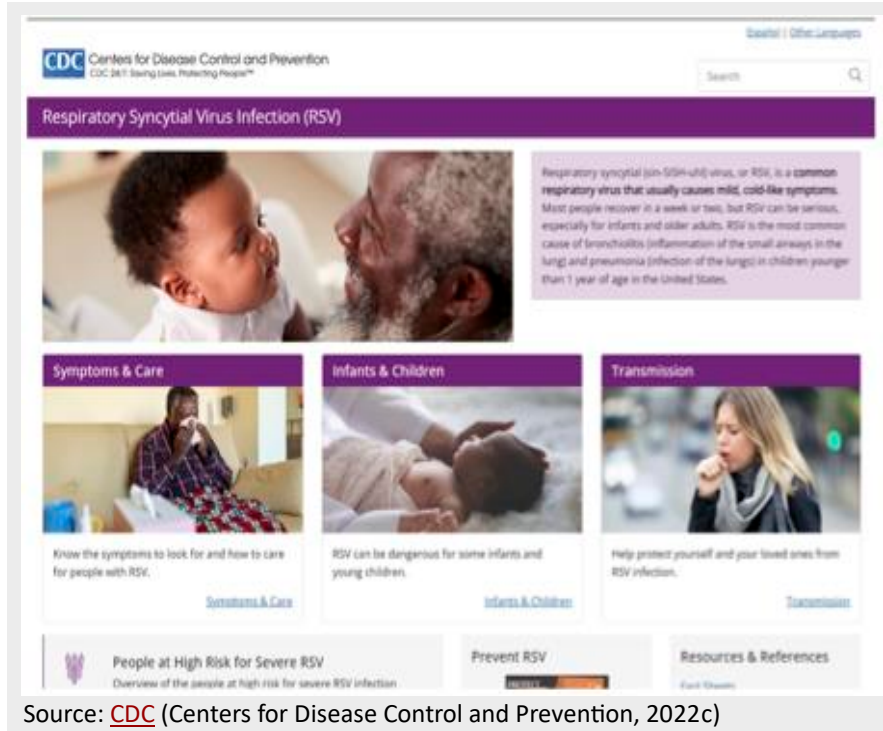 Español | Other Languages
CDC Centers for Disease Control and Prevention
CDC 24/7: Saving Lives, Protecting People™
Search
Respiratory Syncytial Virus Infection (RSV)
Respiratory syncytial (sin-SISH-uhl) virus, or RSV, is a common
respiratory virus that usually causes mild, cold-like symptoms.
Most people recover in a week or two, but RSV can be serious,
especially for infants and older adults. RSV is the most common
cause of bronchiolitis (inflammation of the small airways in the
lung) and pneumonia (infection of the lungs) in children younger
than 1 year of age in the United States.
Symptoms & Care
Know the symptoms to look for and how to care
for people with RSV.
Symptoms & Care
Infants & Children
RSV can be dangerous for some infants and
young children.
Infants & Children
Transmission
Help protect yourself and your loved ones from
RSV infection.
Transmission
People at High Risk for Severe RSV
Overview of the people at high risk for severe RSV infection
Prevent RSV
PROTECT
Resources & References
Fact Sheets
Source: CDC (Centers for Disease Control and Prevention, 2022c)